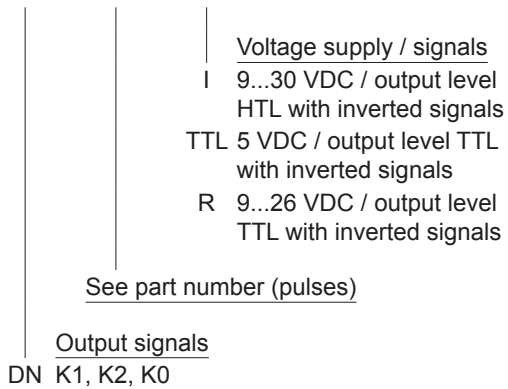 Voltage supply / signals
I 9...30 VDC / output level
HTL with inverted signals
TTL 5 VDC / output level TTL
with inverted signals
R 9...26 VDC / output level
TTL with inverted signals
See part number (pulses)
Output signals
DN K1, K2, K0